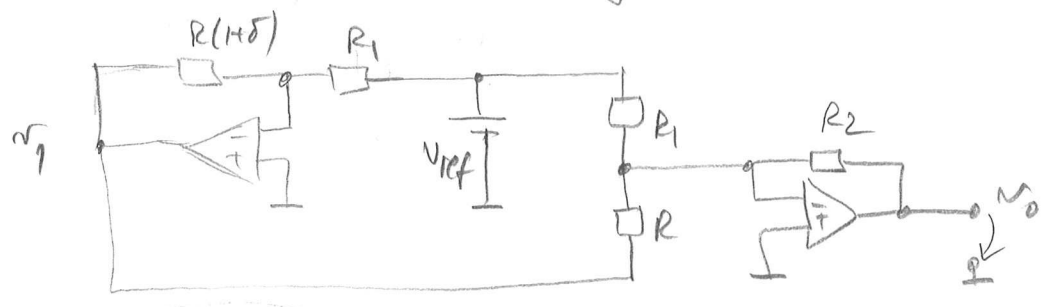 R(1+δ)
R1
v1
-
+
Vref
R1
R
R2
-
+
vo